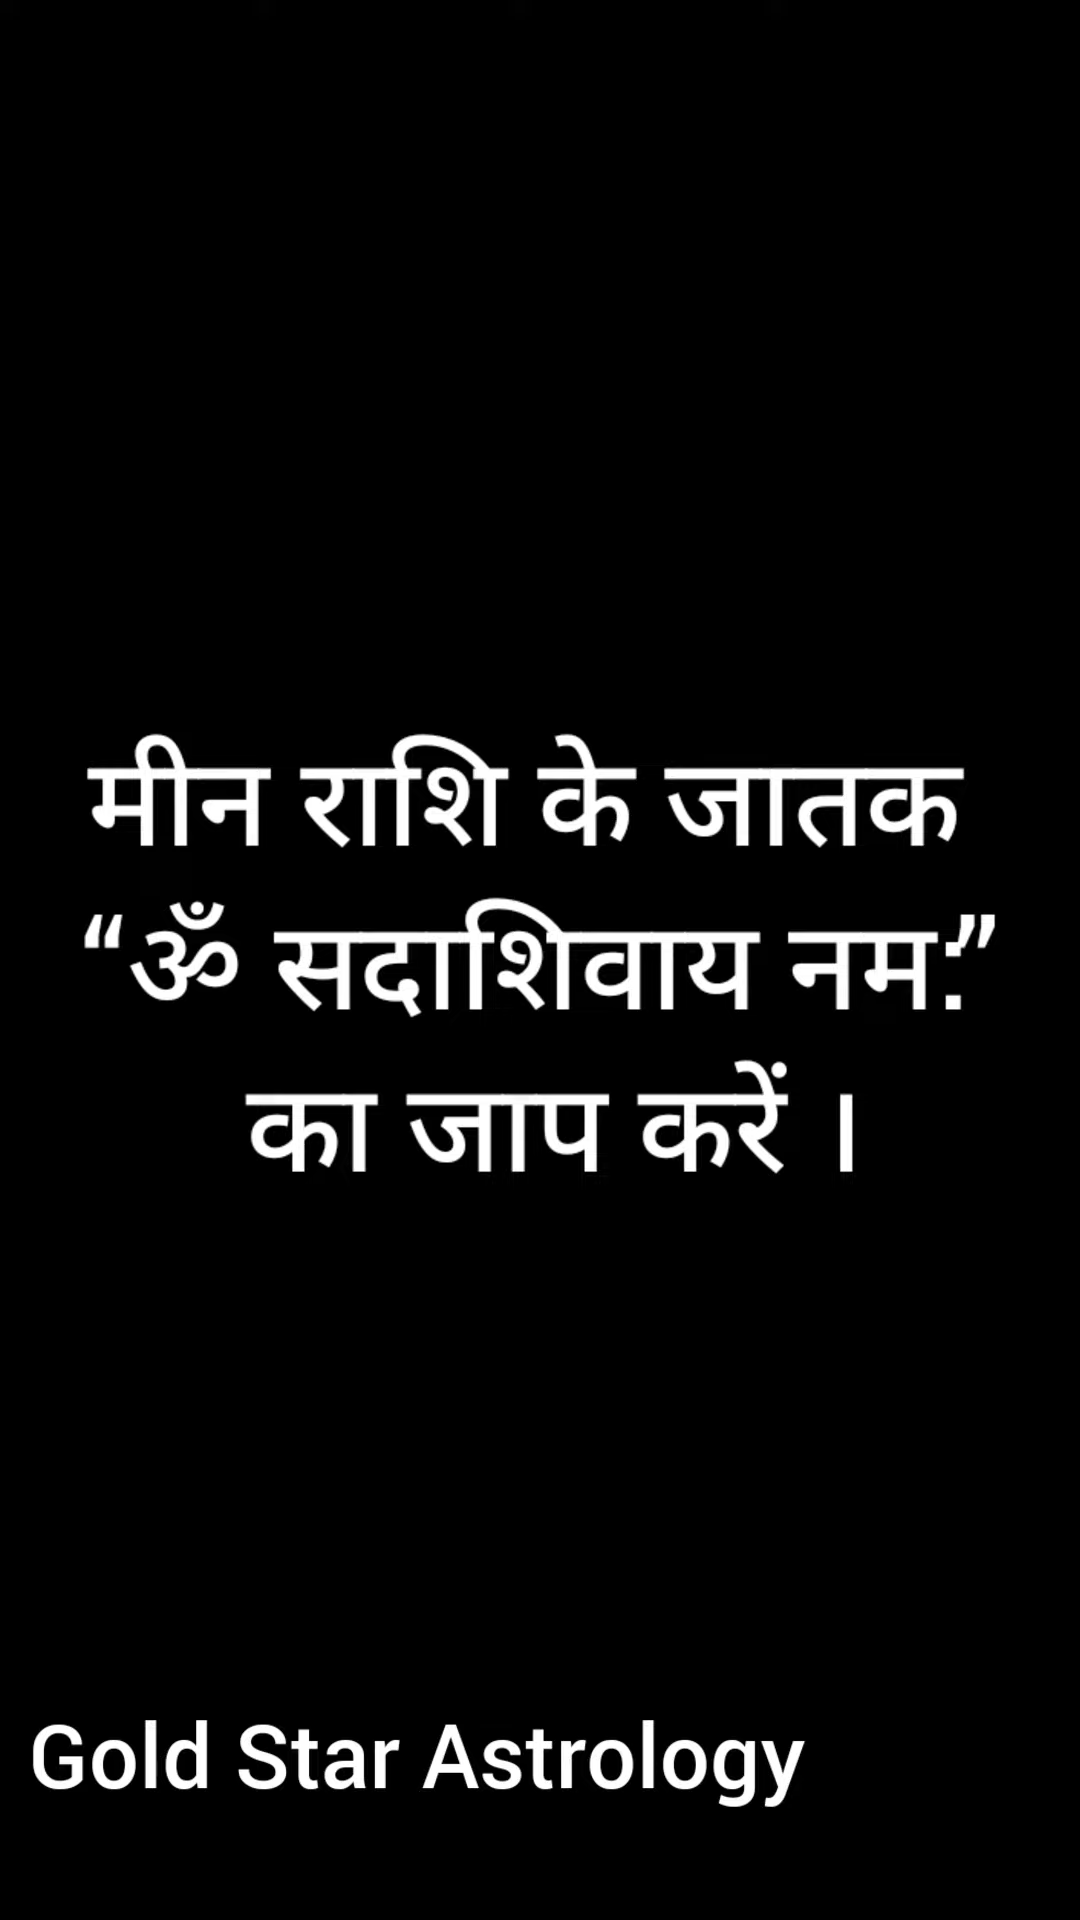 मीन राशि के जातक
“ॐ सदाशिवाय नम:”
का जाप करें ।
Gold Star Astrology